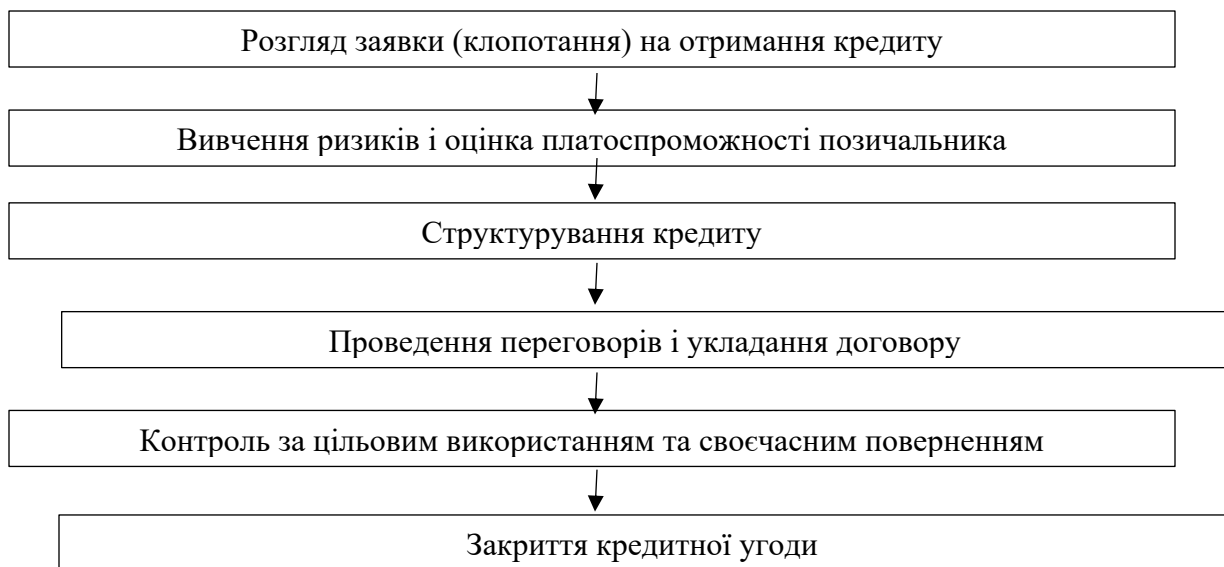 Розгляд заявки (клопотання) на отримання кредиту
Вивчення ризиків і оцінка платоспроможності позичальника
Структурування кредиту
Проведення переговорів і укладання договору
Контроль за цільовим використанням та своєчасним поверненням
Закриття кредитної угоди